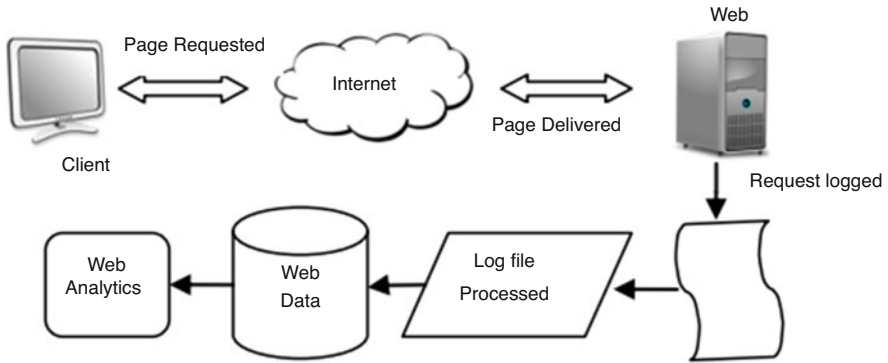 Web
Page Requested
Internet
Page Delivered
Client
Request logged
Web
Analytics
Web
Data
Log file
Processed